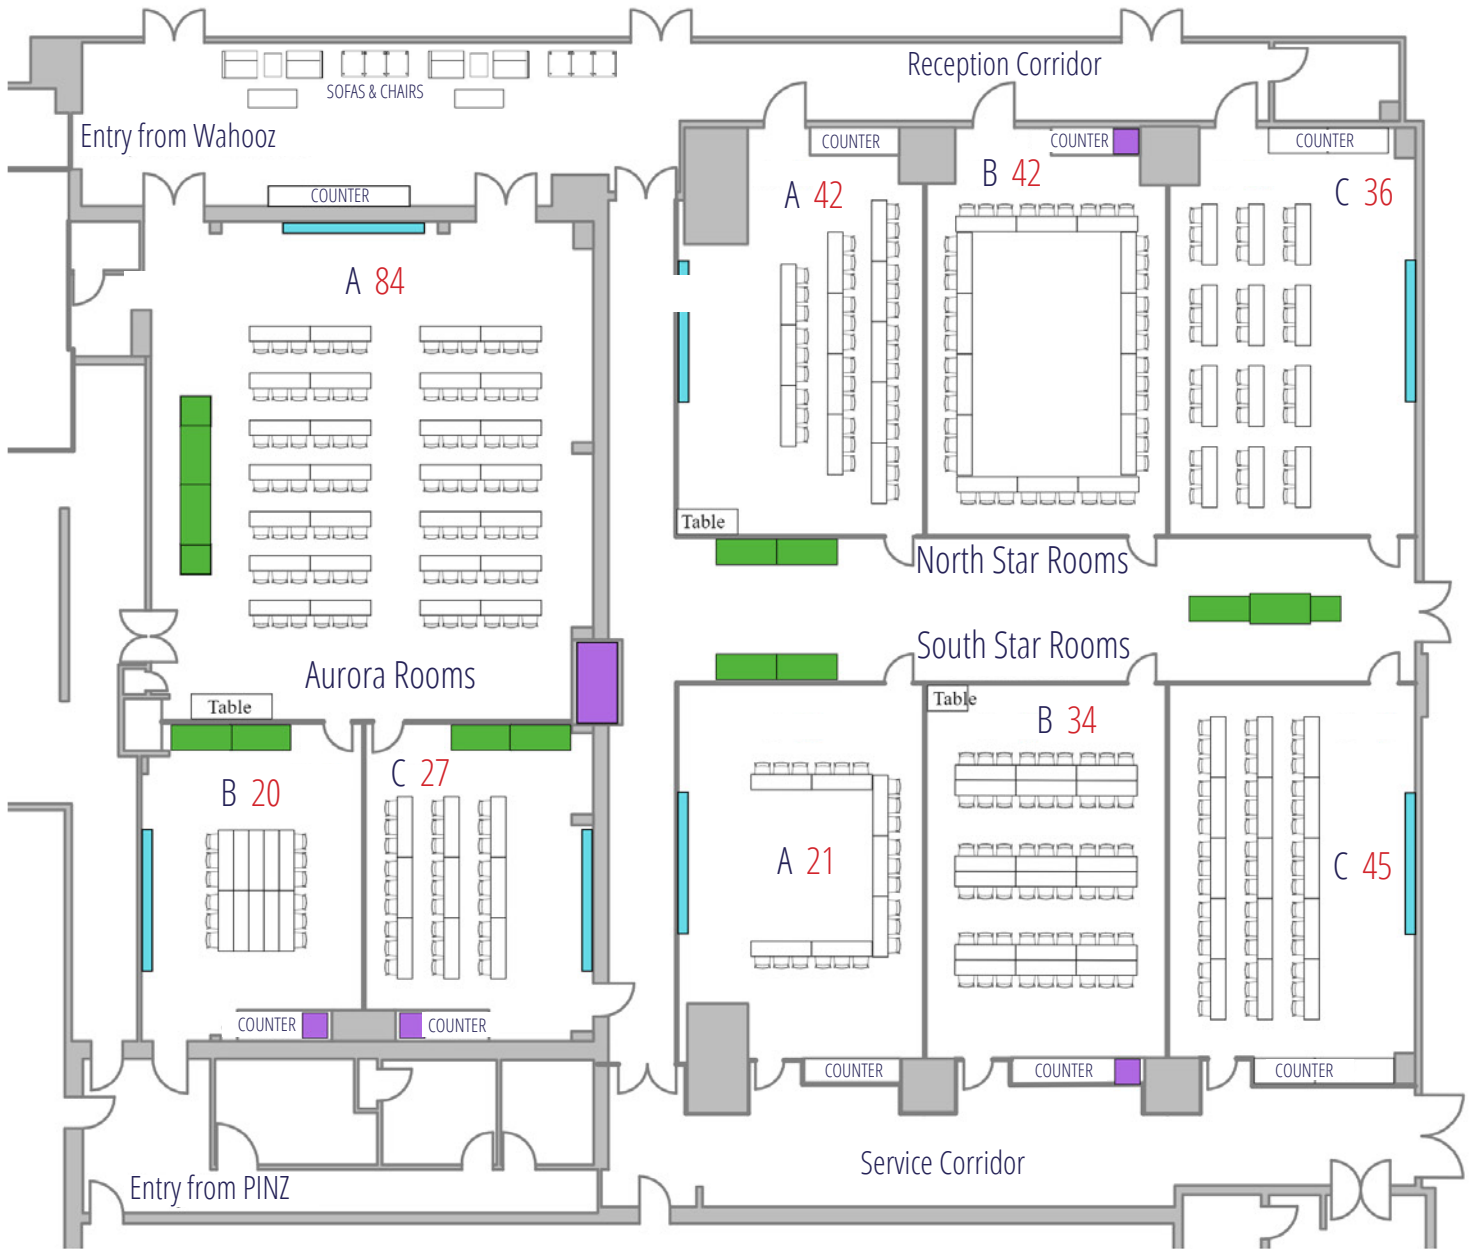 Reception Corridor
SOFAS & CHAIRS
Entry from Wahooz
COUNTER
COUNTER
COUNTER
COUNTER
A 42
B 42
C 36
A 84
Table
North Star Rooms
South Star Rooms
Aurora Rooms
Table
Table
B 34
B 20
C 27
A 21
C 45
COUNTER
COUNTER
COUNTER
COUNTER
COUNTER
Service Corridor
Entry from PINZ